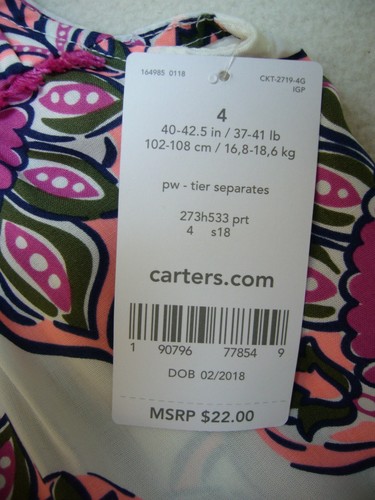 164985 0118 CKT-2719-4G
IGP
4
40-42.5 in / 37-41 lb
102-108 cm / 16,8-18,6 kg
pw - tier separates
273h533 prt
4 s18
carters.com
1 90796 77854 9
DOB 02/2018
MSRP $22.00